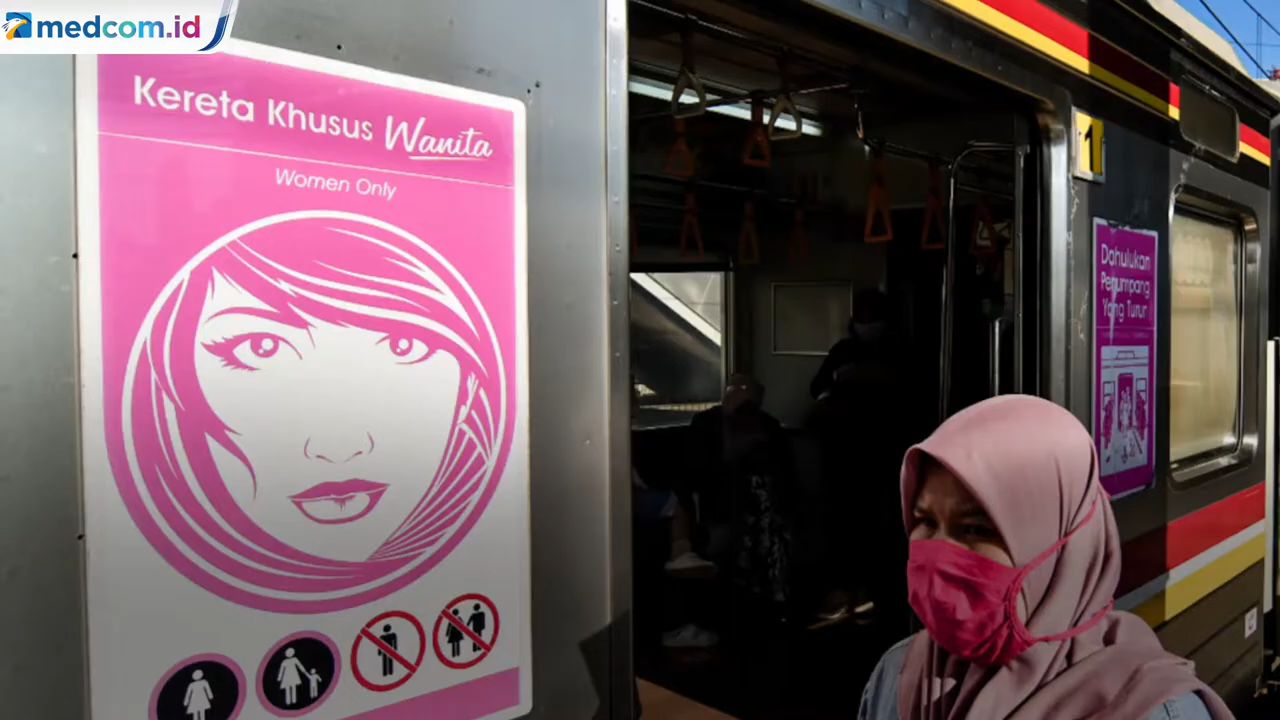 medcom.id
Kereta Khusus Wanita
Women Only
1
Dahulukan
Penumpang
Yang Turun